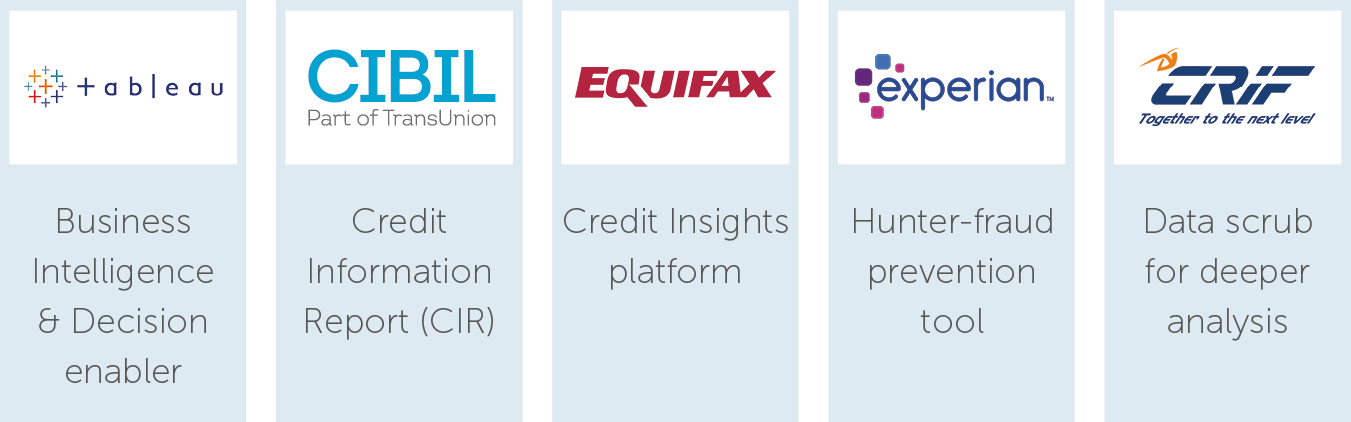 + a b l e a u
Business
Intelligence
& Decision
enabler
CIBIL
Part of TransUnion
Credit
Information
Report (CIR)
EQUIFAX
Credit Insights
platform
experian™
Hunter-fraud
prevention
tool
CRIF
Together to the next level
Data scrub
for deeper
analysis